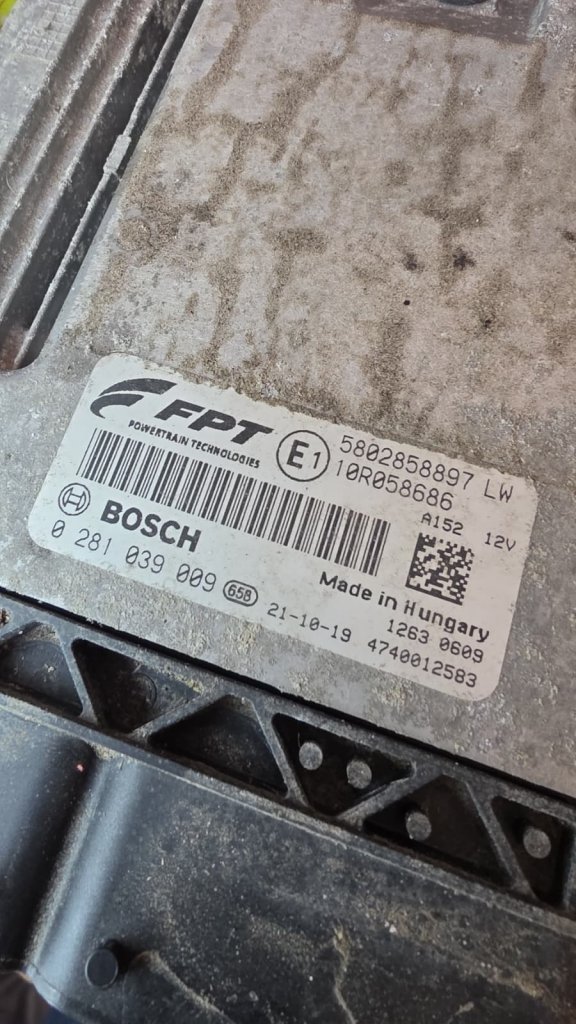 FPT
POWERTRAIN TECHNOLOGIES
E1
5802858897 LW
10R058686
A152 12V
BOSCH
0 281 039 009 658 21-10-19
Made in Hungary
1263 0609
4740012583